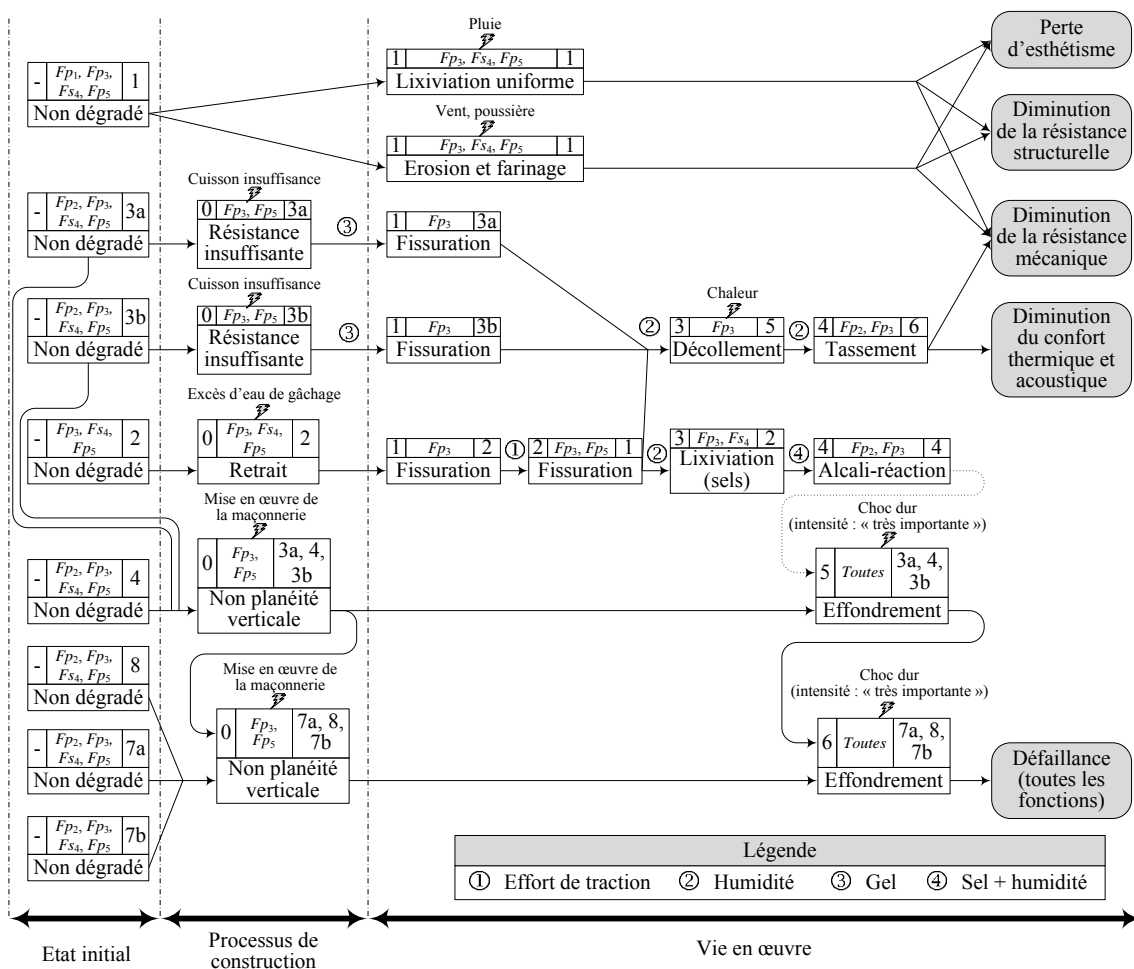 Pluie
1 Fp3, Fs4, Fp5 1
Lixiviation uniforme
Perte
d'esthétisme
- Fp1, Fp3, Fs4, Fp5 1
Non dégradé
Vent, poussière
1 Fp3, Fs4, Fp5 1
Erosion et farinage
Diminution
de la résistance
structurelle
- Fp2, Fp3, Fs4, Fp5 3a
Non dégradé
Cuisson insuffisance
0 Fp3, Fp5 3a
Résistance
insuffisante
③
1 Fp3 3a
Fissuration
Diminution
de la résistance
mécanique
- Fp2, Fp3, Fs4, Fp5 3b
Non dégradé
Cuisson insuffisance
0 Fp3, Fp5 3b
Résistance
insuffisante
③
1 Fp3 3b
Fissuration
②
Chaleur
3 Fp3 5
Décollement
②
4 Fp2, Fp3 6
Tassement
Diminution
du confort
thermique et
acoustique
- Fp3, Fs4, Fp5 2
Non dégradé
Excès d'eau de gâchage
0 Fp3, Fs4, Fp5 2
Retrait
1 Fp3 2
Fissuration
①
2 Fp3, Fp5 1
Fissuration
②
3 Fp3, Fs4 2
Lixiviation
(sels)
④
4 Fp2, Fp3 4
Alcali-réaction
- Fp2, Fp3, Fs4, Fp5 4
Non dégradé
Mise en œuvre de
la maçonnerie
0 Fp3, Fp5 3a, 4, 3b
Non planéité
verticale
Choc dur
(intensité : « très importante »)
5 Toutes 3a, 4, 3b
Effondrement
- Fp2, Fp3, Fs4, Fp5 8
Non dégradé
- Fp2, Fp3, Fs4, Fp5 7a
Non dégradé
- Fp2, Fp3, Fs4, Fp5 7b
Non dégradé
Mise en œuvre de
la maçonnerie
0 Fp3, Fp5 7a, 8, 7b
Non planéité
verticale
Choc dur
(intensité : « très importante »)
6 Toutes 7a, 8, 7b
Effondrement
Défaillance
(toutes les
fonctions)
Légende
① Effort de traction ② Humidité ③ Gel ④ Sel + humidité
Etat initial
Processus de
construction
Vie en œuvre